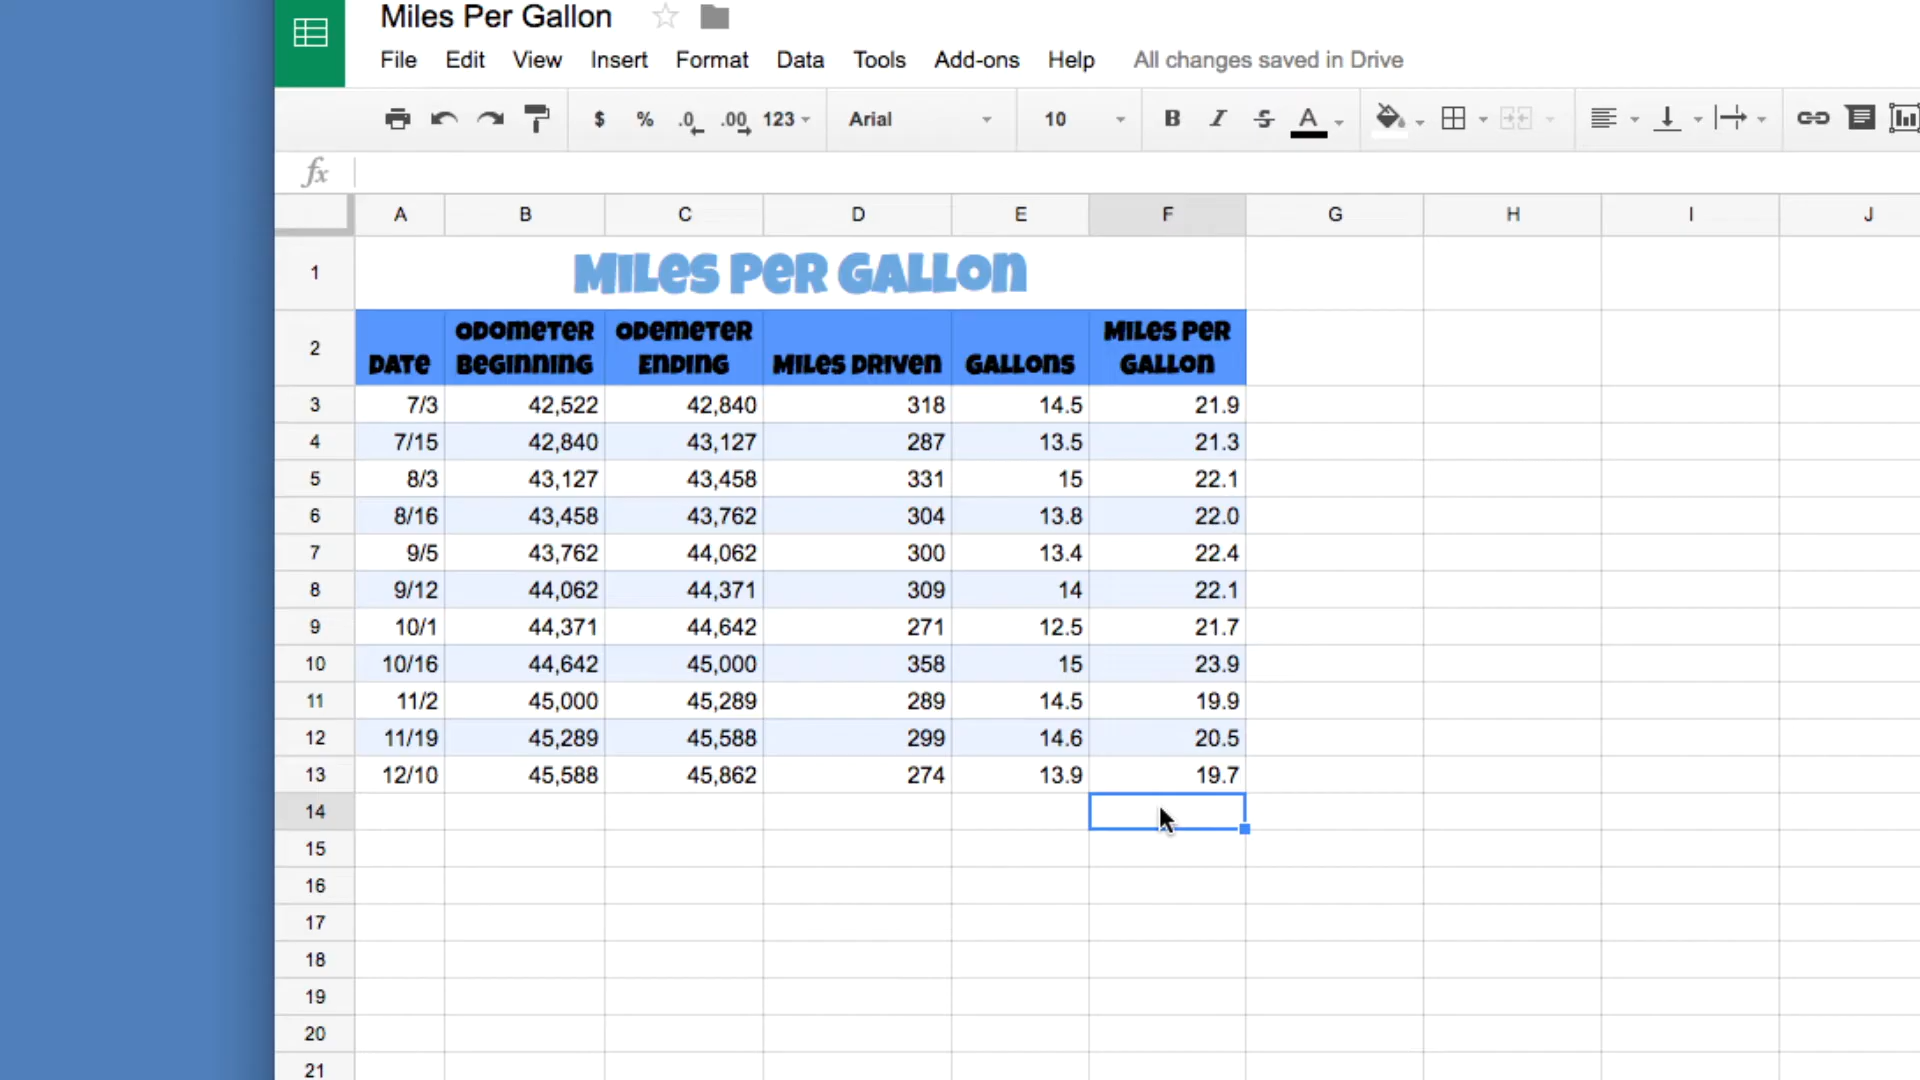 Miles Per Gallon
File Edit View Insert Format Data Tools Add-ons Help All changes saved in Drive
$ % .0 .00 123 Arial 10 B I S A
fx
A B C D E F G H I J
1 Miles Per Gallon
2 Date Odometer Beginning Odemeter Ending Miles Driven Gallons Miles Per Gallon
3 7/3 42,522 42,840 318 14.5 21.9
4 7/15 42,840 43,127 287 13.5 21.3
5 8/3 43,127 43,458 331 15 22.1
6 8/16 43,458 43,762 304 13.8 22.0
7 9/5 43,762 44,062 300 13.4 22.4
8 9/12 44,062 44,371 309 14 22.1
9 10/1 44,371 44,642 271 12.5 21.7
10 10/16 44,642 45,000 358 15 23.9
11 11/2 45,000 45,289 289 14.5 19.9
12 11/19 45,289 45,588 299 14.6 20.5
13 12/10 45,588 45,862 274 13.9 19.7
14
15
16
17
18
19
20
21